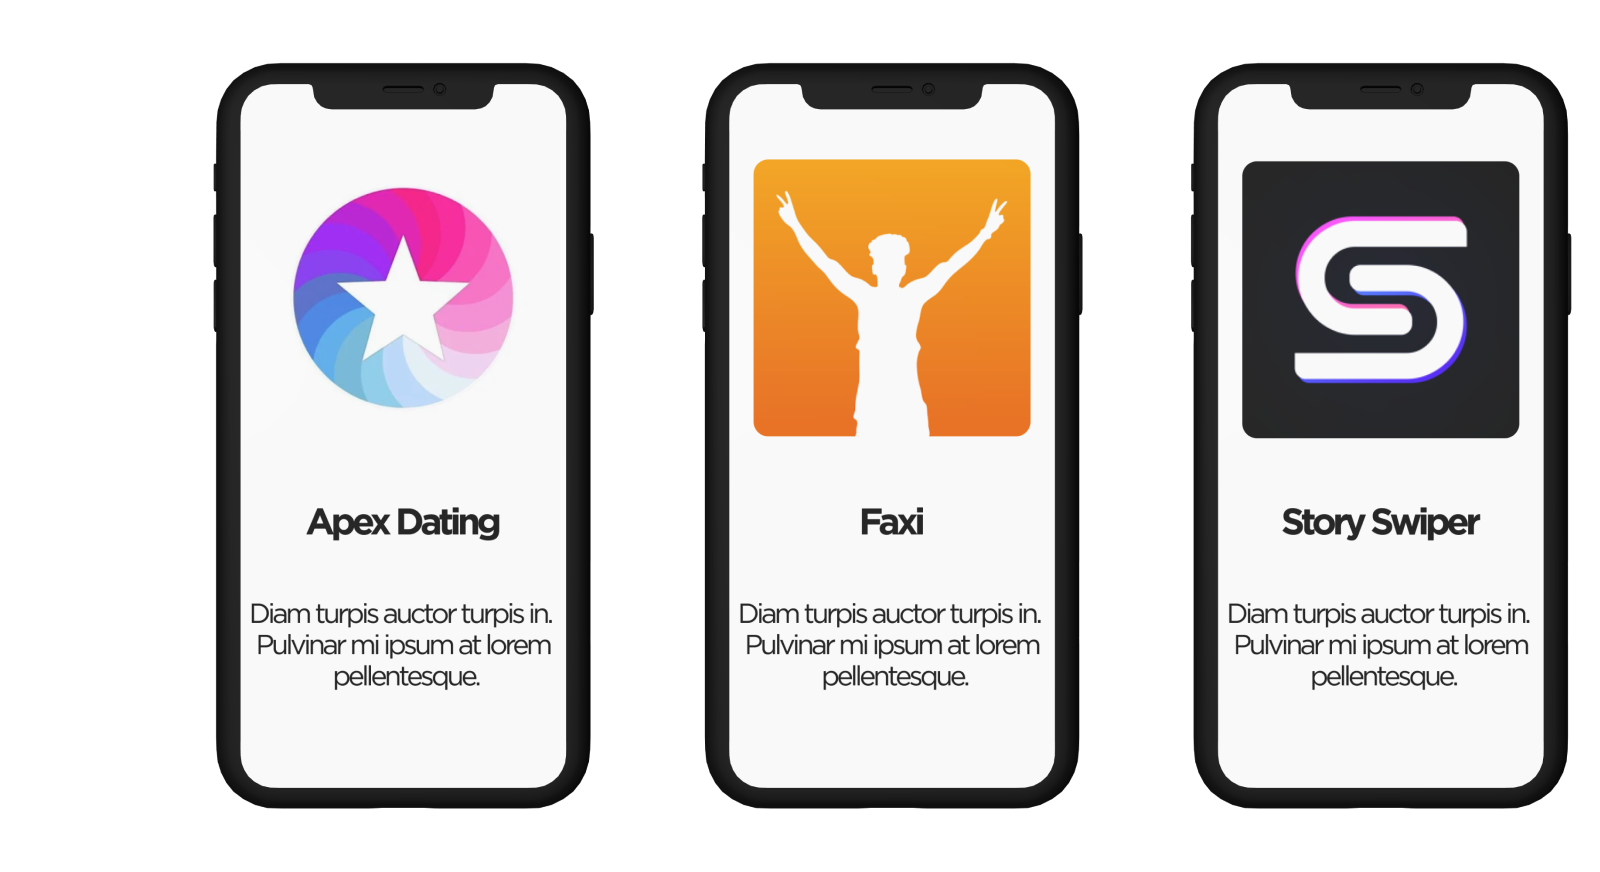 Apex Dating
Diam turpis auctor turpis in.
Pulvinar mi ipsum at lorem
pellentesque.
Faxi
Diam turpis auctor turpis in.
Pulvinar mi ipsum at lorem
pellentesque.
Story Swiper
Diam turpis auctor turpis in.
Pulvinar mi ipsum at lorem
pellentesque.